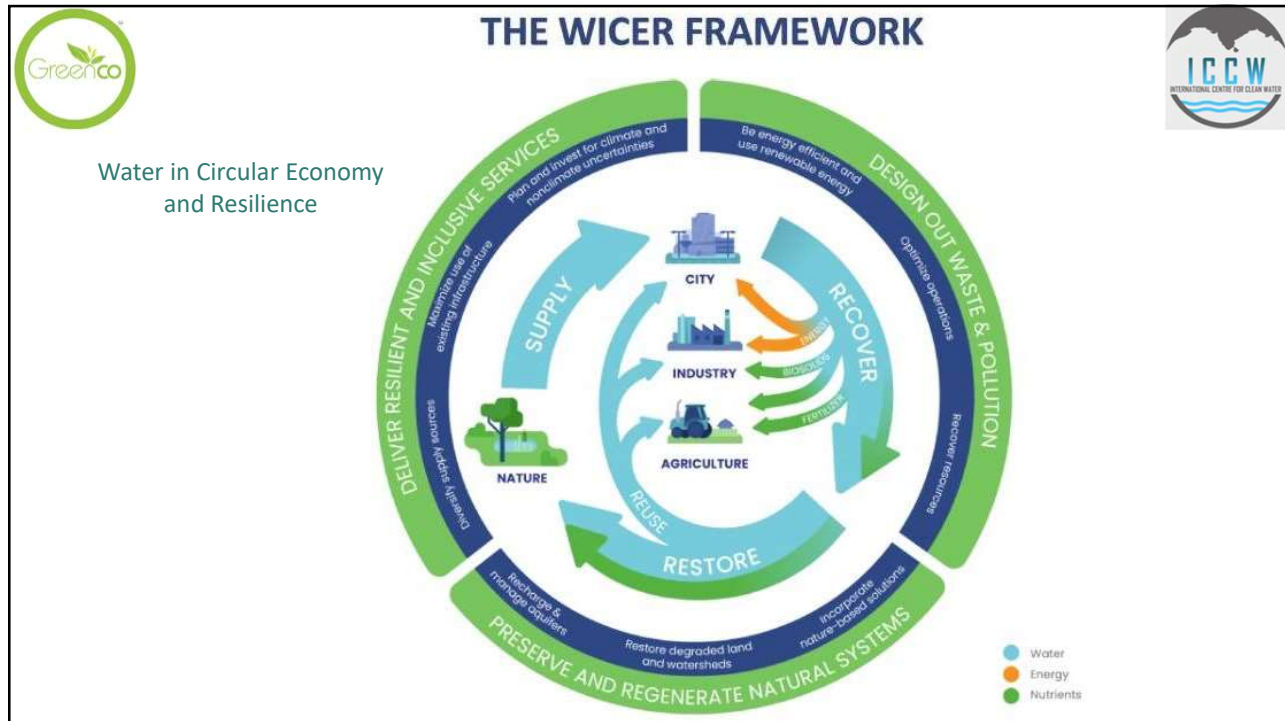 THE WICER FRAMEWORK
Greenco
ICCW
INTERNATIONAL CENTRE FOR CLEAN WATER
Water in Circular Economy
and Resilience
DELIVER RESILIENT AND INCLUSIVE SERVICES
Diversify supply sources
Maximize use of
existing infrastructure
Plan and invest for climate and
nonclimate uncertainties
DESIGN OUT WASTE & POLLUTION
Be energy efficient and
use renewable energy
Optimize operations
Recover resources
PRESERVE AND REGENERATE NATURAL SYSTEMS
Recharge &
manage aquifers
Restore degraded land
and watersheds
Incorporate
nature-based solutions
SUPPLY
CITY
RECOVER
ENERGY
INDUSTRY
BIOSOLIDS
FERTILIZER
AGRICULTURE
NATURE
REUSE
RESTORE
Water
Energy
Nutrients